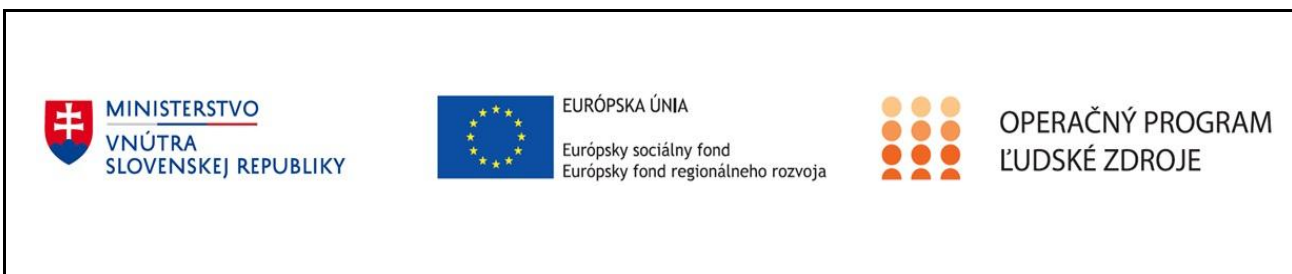 MINISTERSTVO
VNÚTRA
SLOVENSKEJ REPUBLIKY
EURÓPSKA ÚNIA
Európsky sociálny fond
Európsky fond regionálneho rozvoja
OPERAČNÝ PROGRAM
ĽUDSKÉ ZDROJE